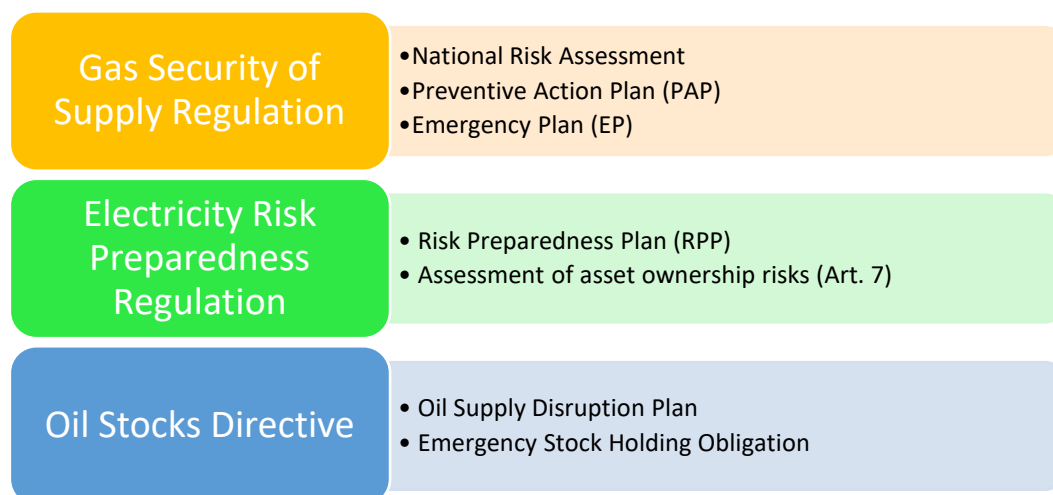 Gas Security of
Supply Regulation
•National Risk Assessment
•Preventive Action Plan (PAP)
•Emergency Plan (EP)
Electricity Risk
Preparedness
Regulation
• Risk Preparedness Plan (RPP)
• Assessment of asset ownership risks (Art. 7)
Oil Stocks Directive
• Oil Supply Disruption Plan
• Emergency Stock Holding Obligation